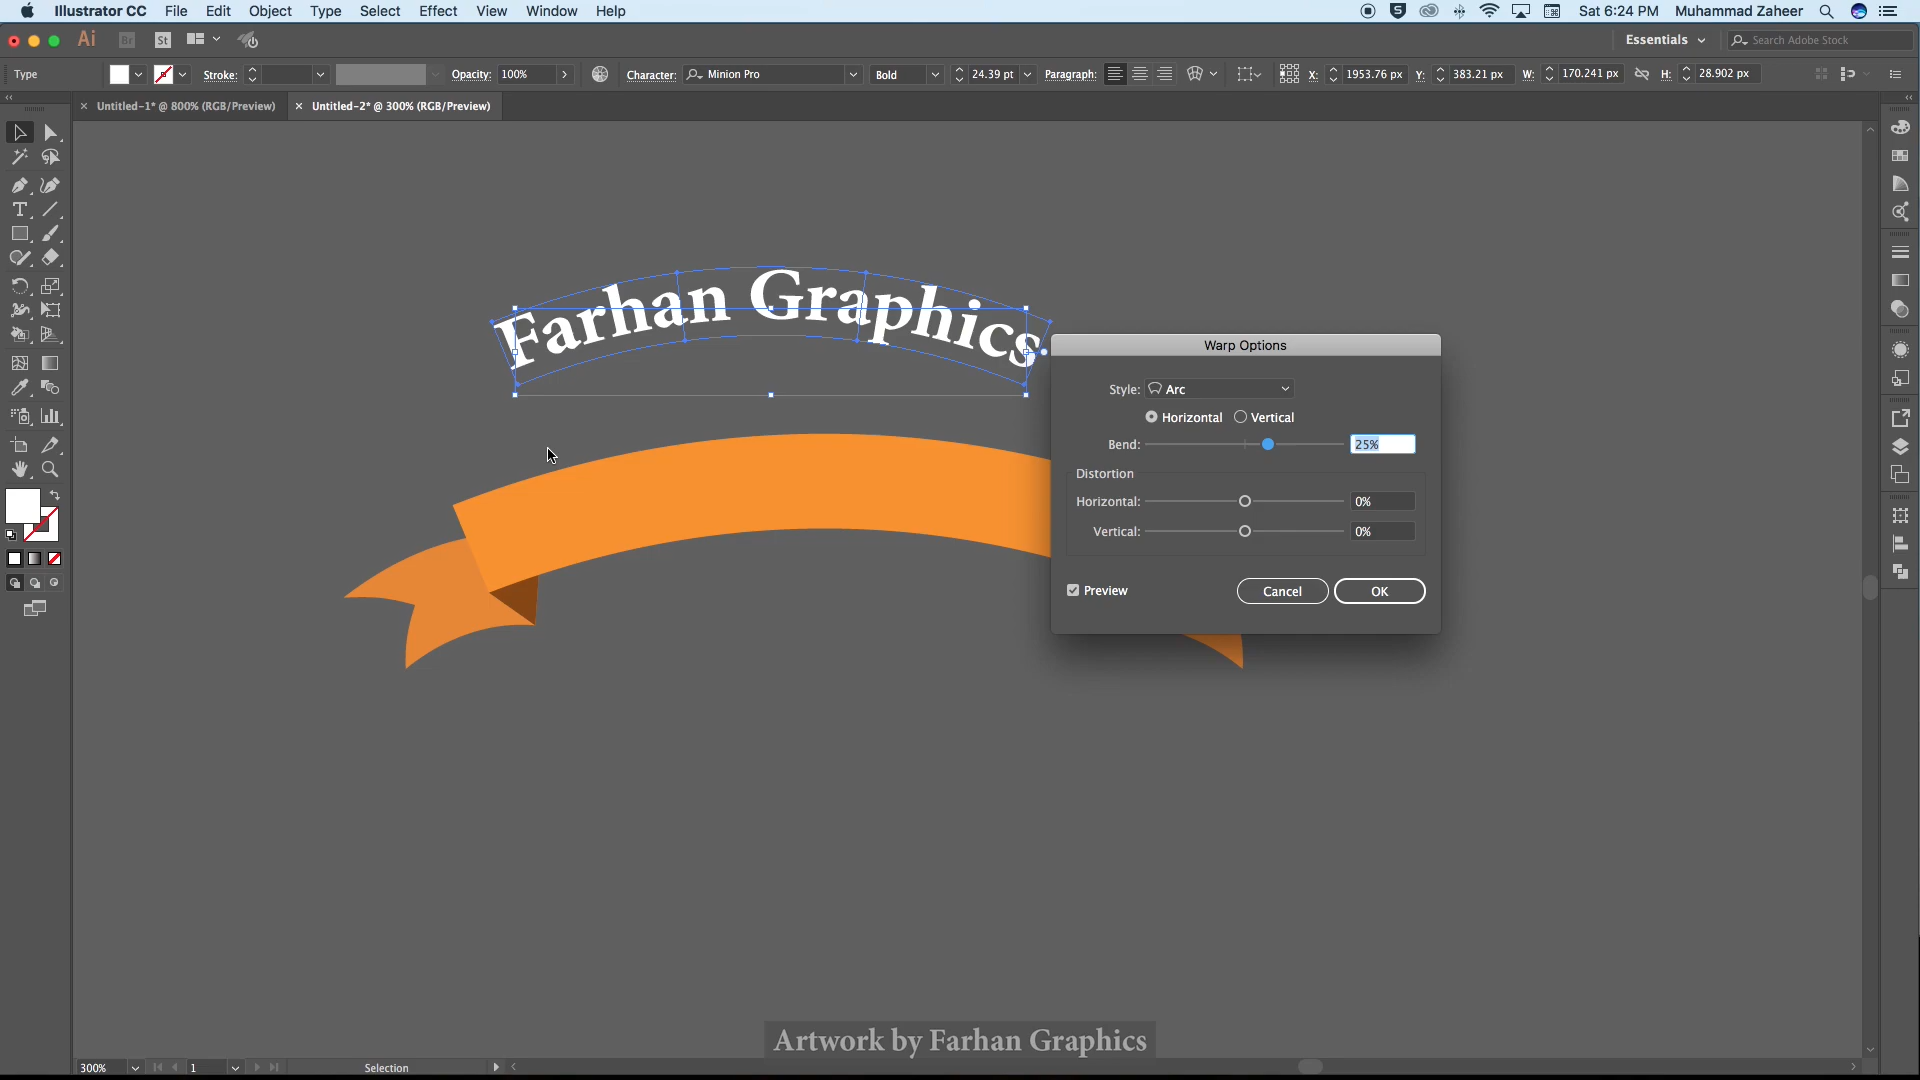 Illustrator CC File Edit Object Type Select Effect View Window Help
S Sat 6:24 PM Muhammad Zaheer
Ai Br St Essentials Search Adobe Stock
Type Stroke: Opacity: 100% Character: Minion Pro Bold 24.39 pt Paragraph: X: 1953.76 px Y: 383.21 px W: 170.241 px H: 28.902 px
Untitled-1* @ 800% (RGB/Preview) Untitled-2* @ 300% (RGB/Preview)
Farhan Graphics
Warp Options
Style: Arc
Horizontal Vertical
Bend: 25%
Distortion
Horizontal: 0%
Vertical: 0%
Preview Cancel OK
Artwork by Farhan Graphics
300% 1 Selection